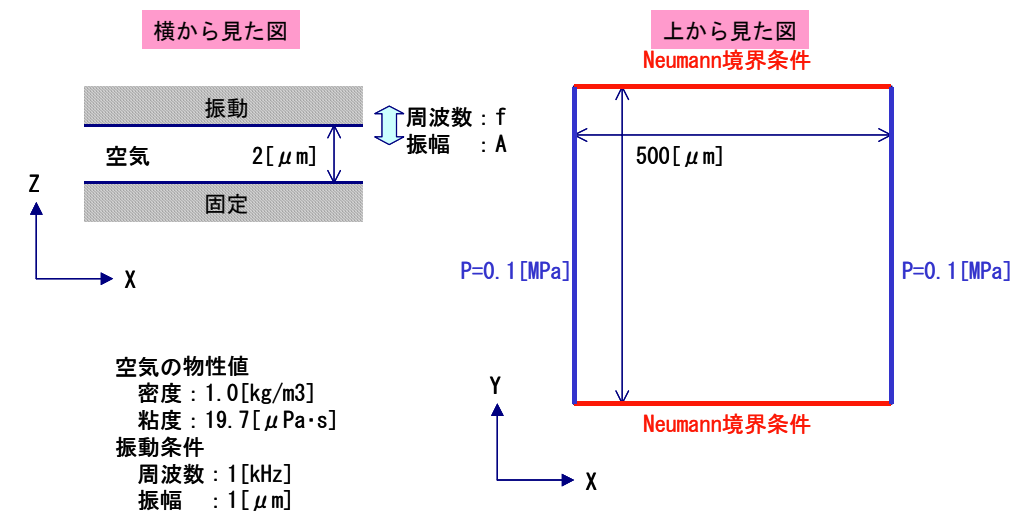 横から見た図
振動
周波数：f
振幅　：A
空気
2[μm]
固定
Z
X
空気の物性値
密度：1.0[kg/m3]
粘度：19.7[μPa･s]
振動条件
周波数：1[kHz]
振幅　：1[μm]
上から見た図
Neumann境界条件
500[μm]
P=0.1[MPa]
P=0.1[MPa]
Neumann境界条件
Y
X